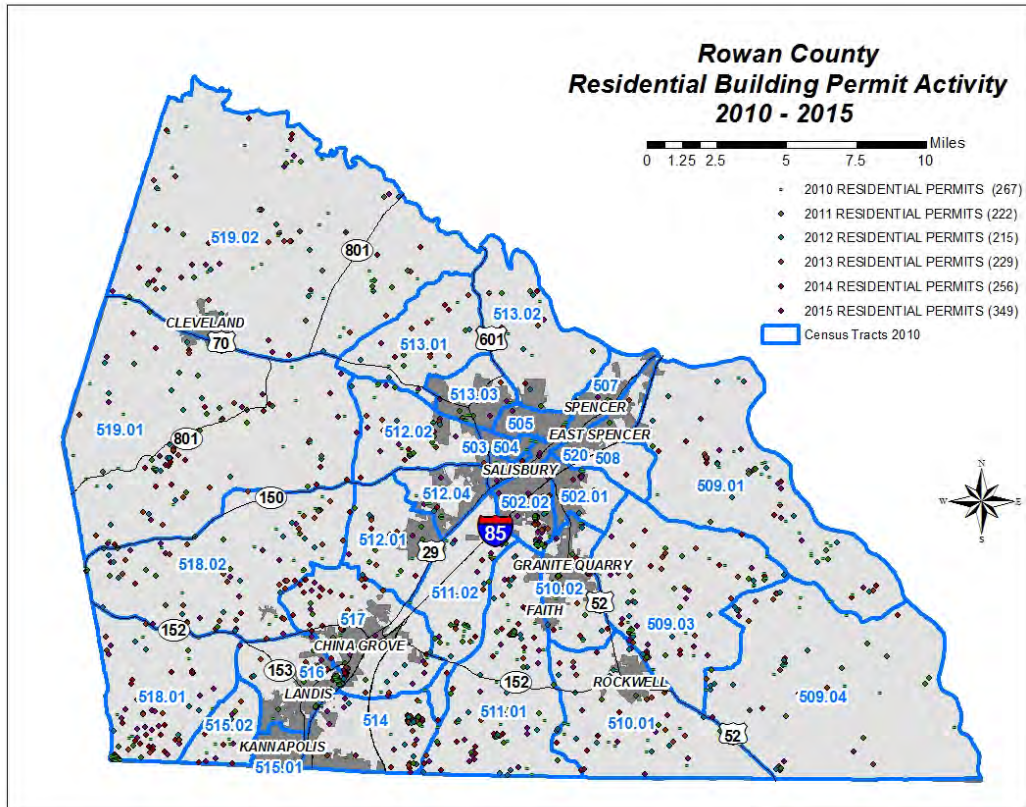 Rowan County
Residential Building Permit Activity
2010 - 2015
Miles
0 1.25 2.5 5 7.5 10
2010 RESIDENTIAL PERMITS (267)
2011 RESIDENTIAL PERMITS (222)
2012 RESIDENTIAL PERMITS (215)
2013 RESIDENTIAL PERMITS (229)
2014 RESIDENTIAL PERMITS (256)
2015 RESIDENTIAL PERMITS (349)
Census Tracts 2010
519.02
801
CLEVELAND
70
513.02
601
513.01
513.03
507
SPENCER
505
EAST SPENCER
519.01
801
512.02
503
504
520
508
SALISBURY
509.01
N
W
E
S
150
512.04
502.02
502.01
85
512.01
29
518.02
511.02
GRANITE QUARRY
510.02
FAITH
52
517
509.03
152
CHINA GROVE
153
516
LANDIS
152
ROCKWELL
518.01
515.02
514
511.01
510.01
509.04
52
KANNAPOLIS
515.01